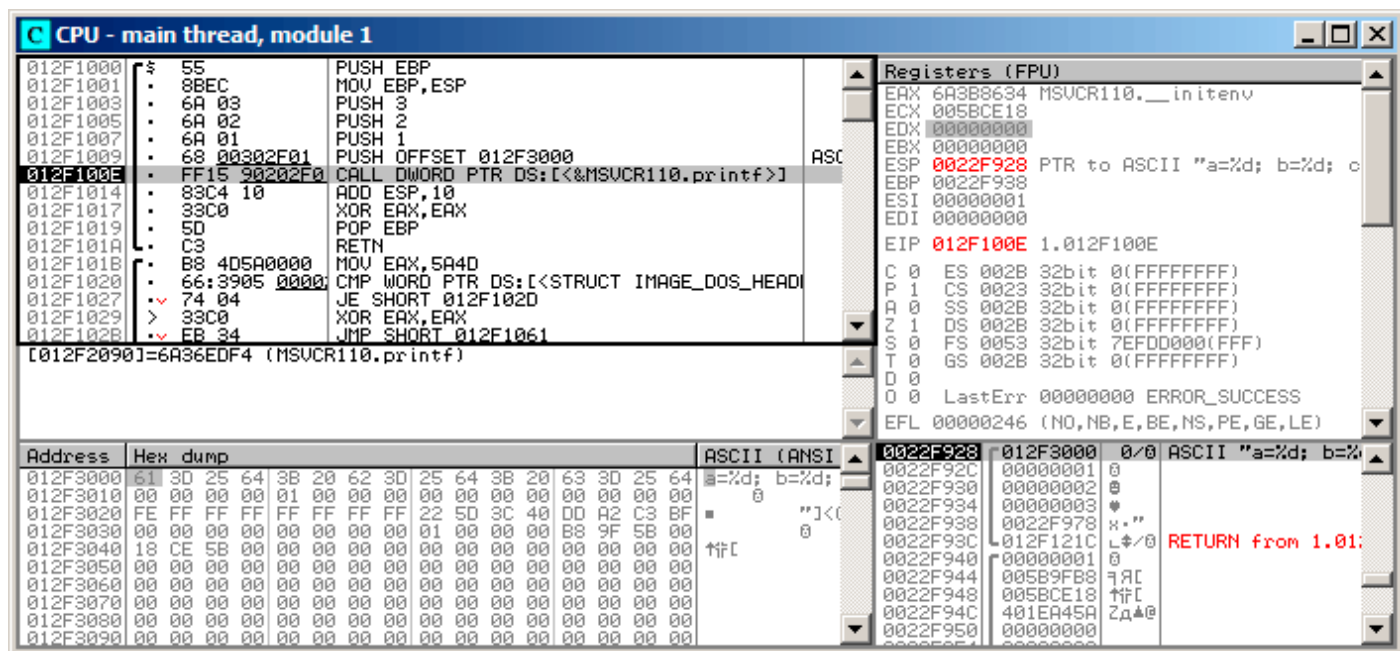 CPU - main thread, module 1
012F1000 $ 55 PUSH EBP
012F1001 . 8BEC MOV EBP,ESP
012F1003 . 6A 03 PUSH 3
012F1005 . 6A 02 PUSH 2
012F1007 . 6A 01 PUSH 1
012F1009 . 68 00302F01 PUSH OFFSET 012F3000 ASC
012F100E . FF15 90202F0 CALL DWORD PTR DS:[<&MSVCR110.printf>]
012F1014 . 83C4 10 ADD ESP,10
012F1017 . 33C0 XOR EAX,EAX
012F1019 . 5D POP EBP
012F101A . C3 RETN
012F101B . B8 4D5A0000 MOV EAX,5A4D
012F1020 . 66:3905 0000 CMP WORD PTR DS:[<STRUCT IMAGE_DOS_HEAD
012F1027 . 74 04 JE SHORT 012F102D
012F1029 > 33C0 XOR EAX,EAX
012F102B . EB 34 JMP SHORT 012F1061
[012F2090]=6A36EDF4 (MSVCR110.printf)
Registers (FPU)
EAX 6A3B8634 MSVCR110.__initenv
ECX 005BCE18
EDX 00000000
EBX 00000000
ESP 0022F928 PTR to ASCII "a=%d; b=%d; c
EBP 0022F938
ESI 00000001
EDI 00000000
EIP 012F100E 1.012F100E
C 0 ES 002B 32bit 0(FFFFFFFF)
P 1 CS 0023 32bit 0(FFFFFFFF)
A 0 SS 002B 32bit 0(FFFFFFFF)
Z 1 DS 002B 32bit 0(FFFFFFFF)
S 0 FS 0053 32bit 7EFDD000(FFF)
T 0 GS 002B 32bit 0(FFFFFFFF)
D 0
O 0 LastErr 00000000 ERROR_SUCCESS
EFL 00000246 (NO,NB,E,BE,NS,PE,GE,LE)
Address Hex dump ASCII (ANSI
012F3000 61 3D 25 64 3B 20 62 3D 25 64 3B 20 63 3D 25 64 a=%d; b=%d;
012F3010 00 00 00 00 01 00 00 00 00 00 00 00 00 00 00 00
012F3020 FE FF FF FF FF FF FF FF 22 5D 3C 40 DD A2 C3 BF "]<
012F3030 00 00 00 00 00 00 00 00 01 00 00 00 B8 9F 5B 00
012F3040 18 CE 5B 00 00 00 00 00 00 00 00 00 00 00 00 00
012F3050 00 00 00 00 00 00 00 00 00 00 00 00 00 00 00 00
012F3060 00 00 00 00 00 00 00 00 00 00 00 00 00 00 00 00
012F3070 00 00 00 00 00 00 00 00 00 00 00 00 00 00 00 00
012F3080 00 00 00 00 00 00 00 00 00 00 00 00 00 00 00 00
012F3090 00 00 00 00 00 00 00 00 00 00 00 00 00 00 00 00
0022F928 012F3000 0/☺ ASCII "a=%d; b=%
0022F92C 00000001 ☺
0022F930 00000002 ☻
0022F934 00000003 ♥
0022F938 0022F978
0022F93C 012F121C RETURN from 1.01
0022F940 00000001 ☺
0022F944 005B9FB8
0022F948 005BCE18
0022F94C 401EA45A
0022F950 00000000